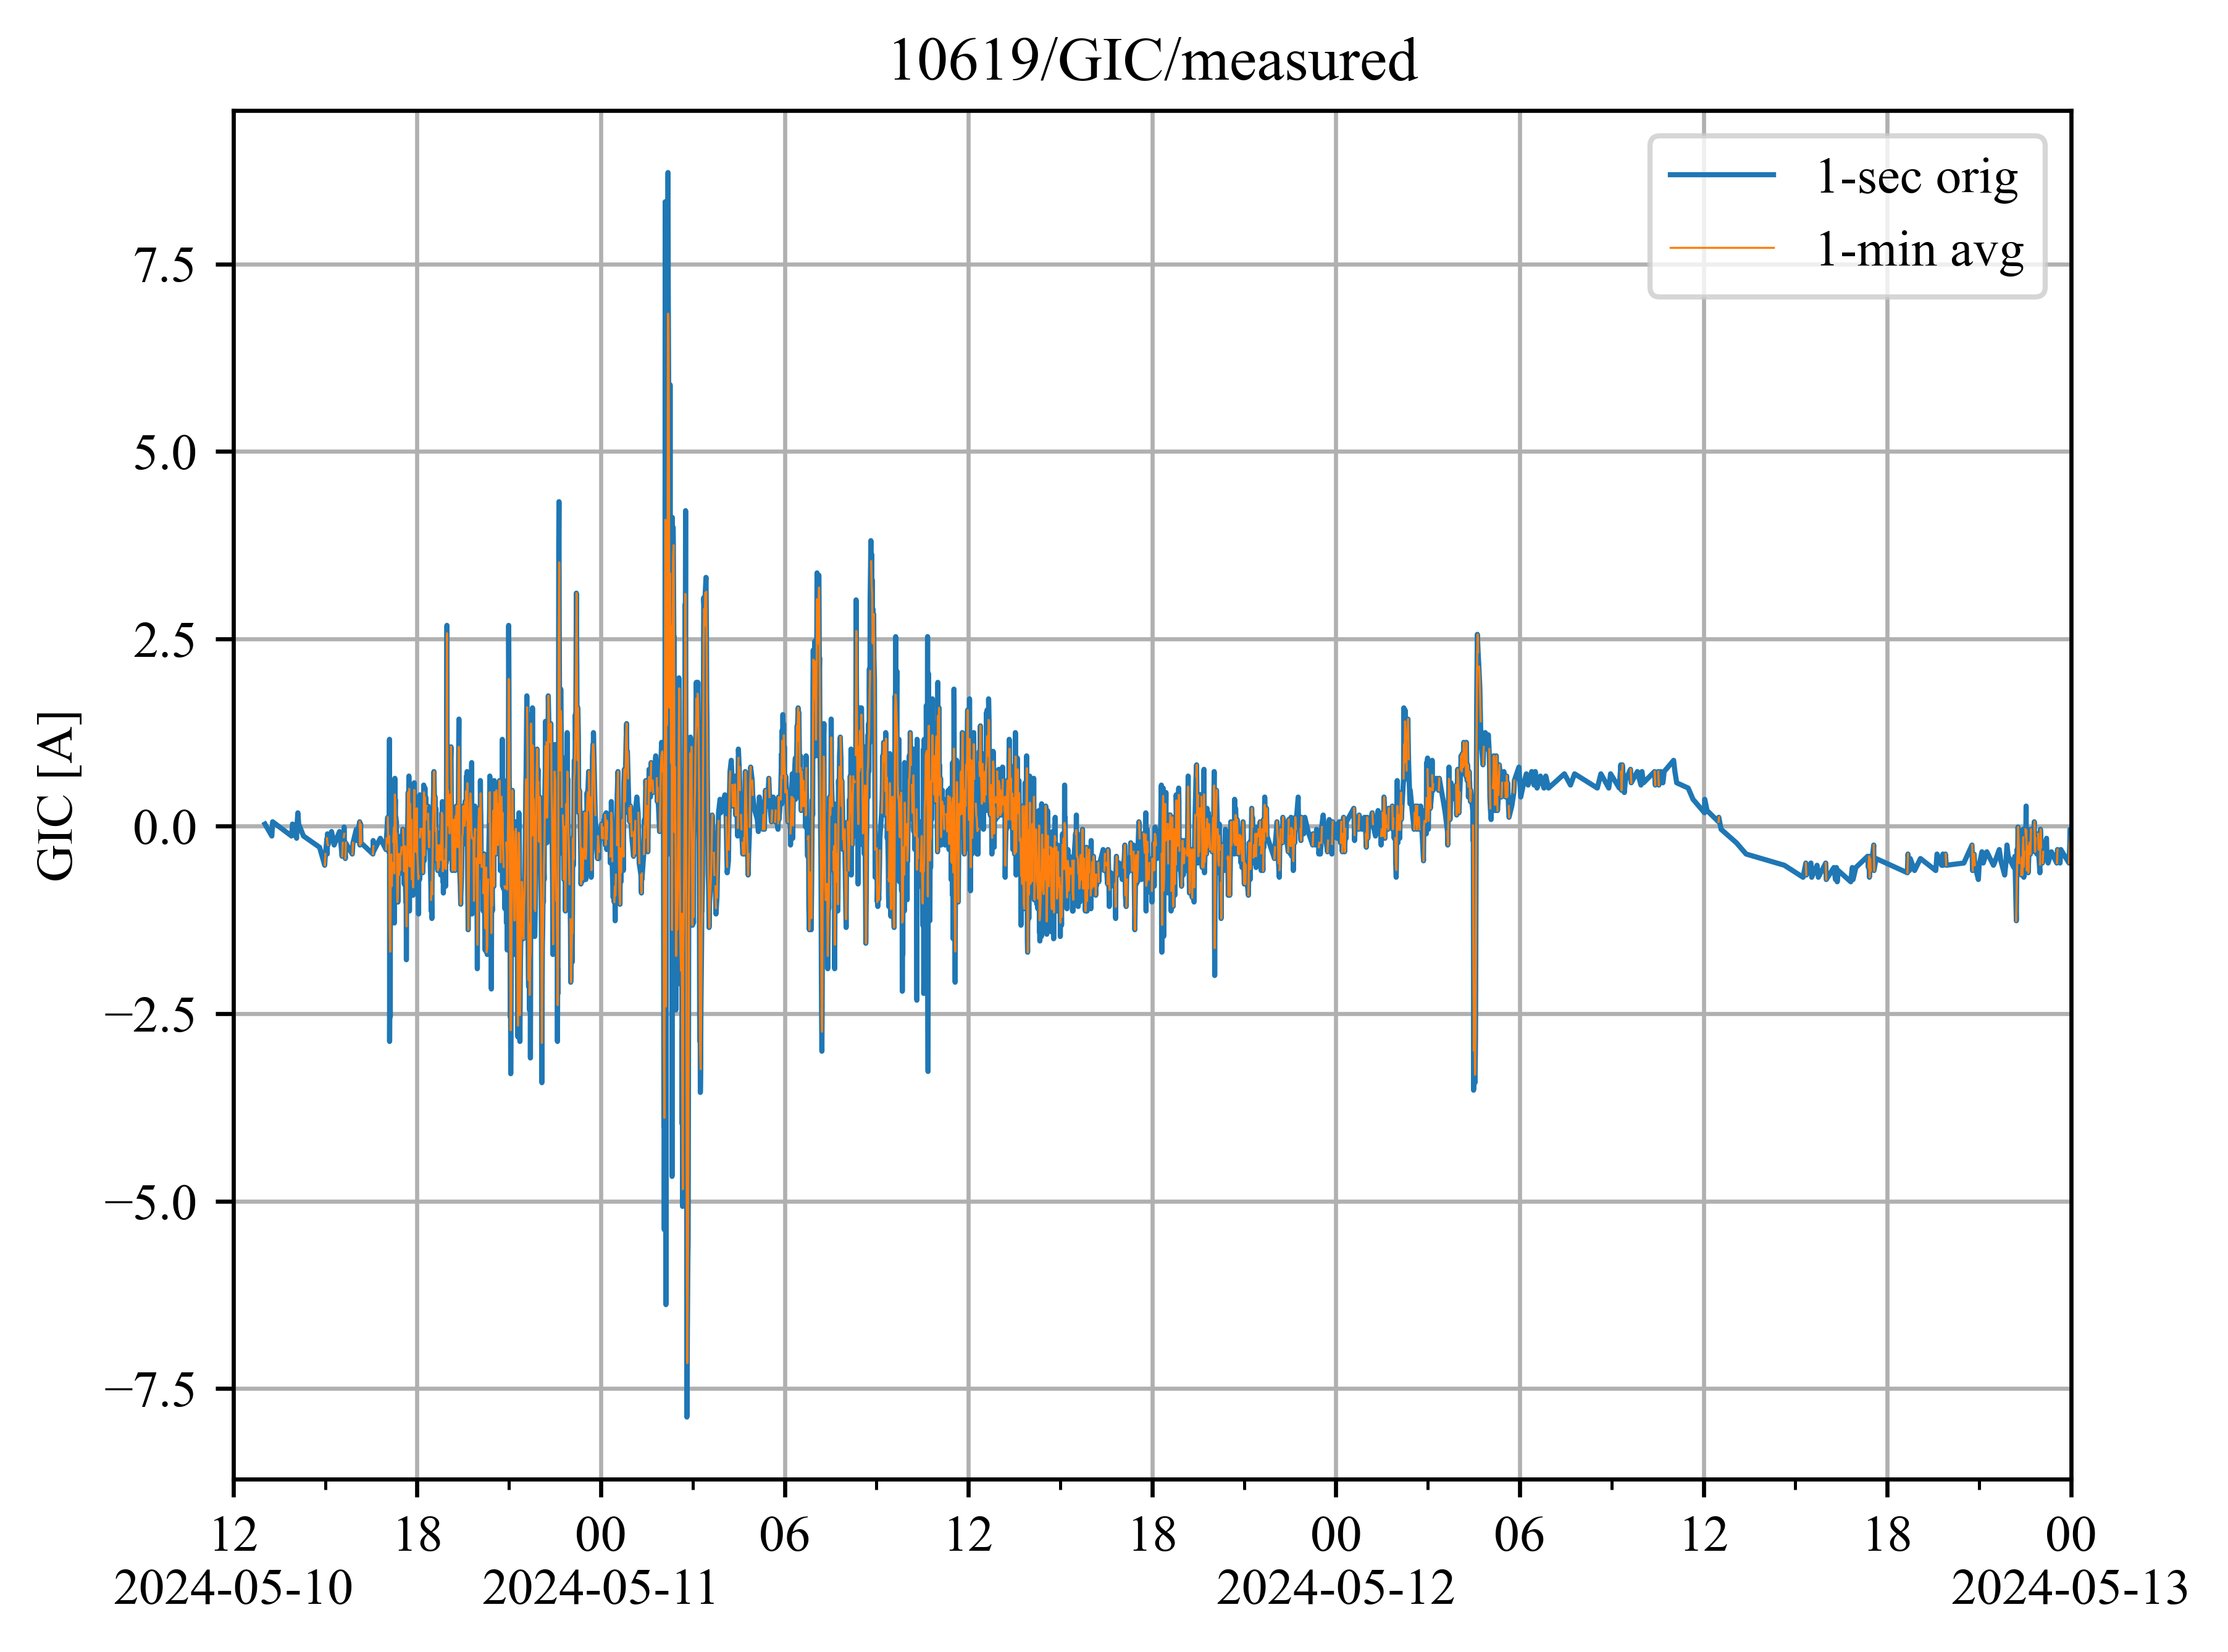 10619/GIC/measured
1-sec orig
1-min avg
GIC [A]
7.5
5.0
2.5
0.0
−2.5
−5.0
−7.5
12 18 00 06 12 18 00 06 12 18 00
2024-05-10 2024-05-11 2024-05-12 2024-05-13